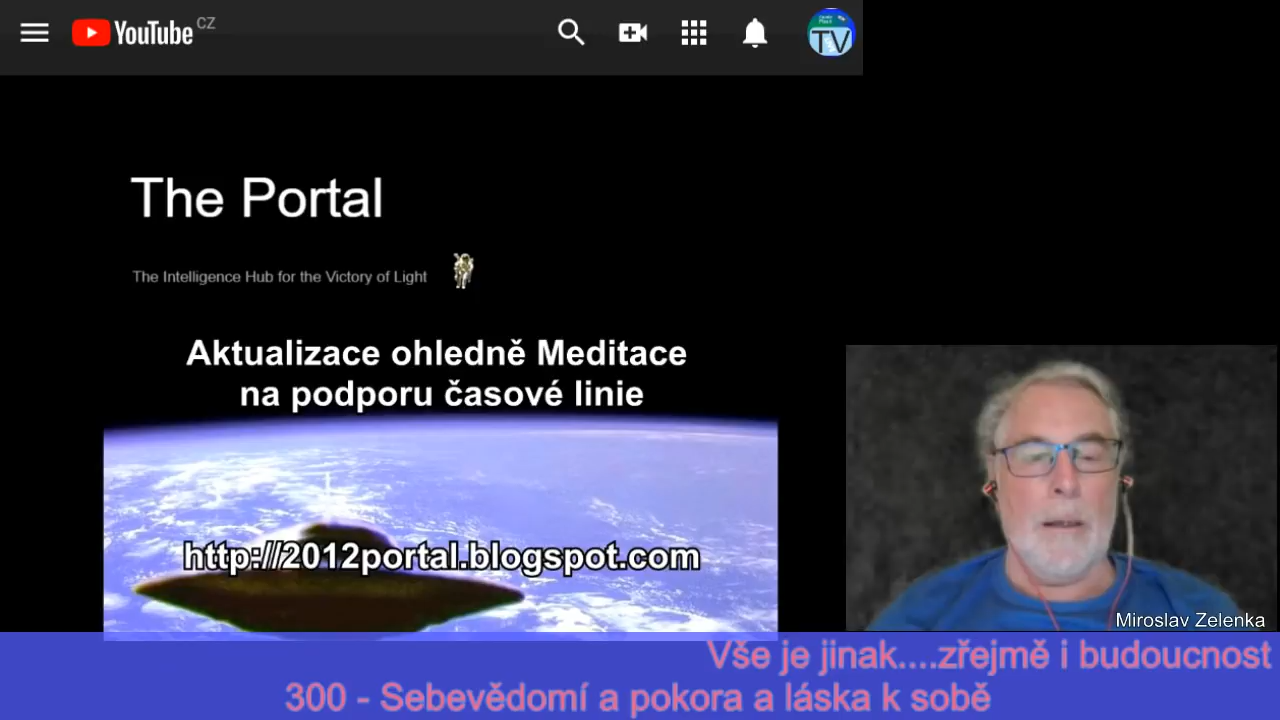 YouTube CZ
TV
The Portal
The Intelligence Hub for the Victory of Light
Aktualizace ohledně Meditace
na podporu časové linie
http://2012portal.blogspot.com
Miroslav Zelenka
Vše je jinak....zřejmě i budoucnost
300 - Sebevědomí a pokora a láska k sobě